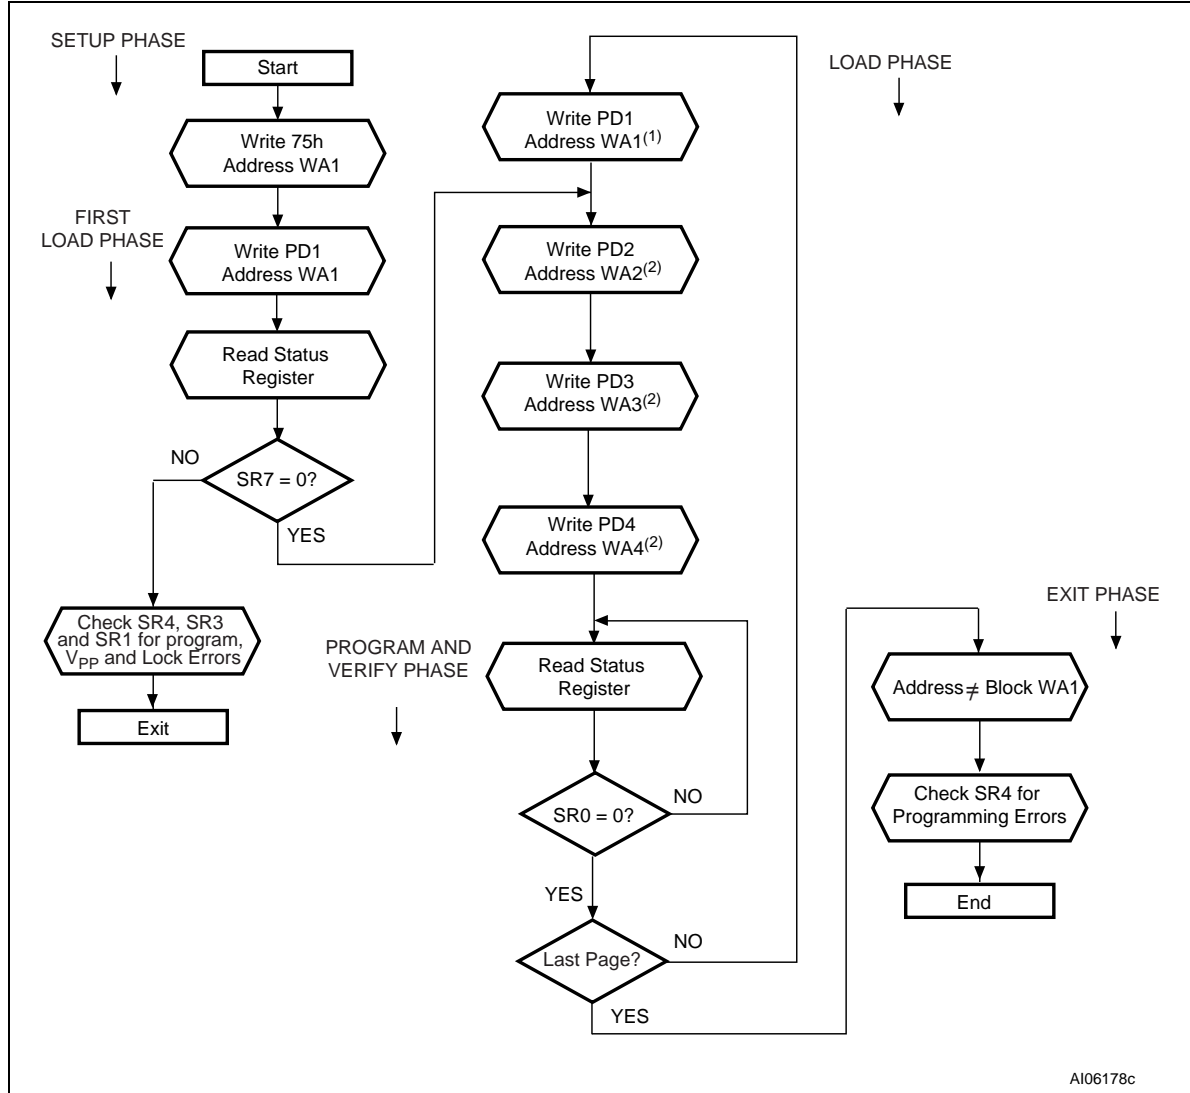 SETUP PHASE
Start
Write 75h
Address WA1
FIRST
LOAD PHASE
Write PD1
Address WA1
Read Status
Register
SR7 = 0?
NO
YES
Check SR4, SR3
and SR1 for program,
VPP and Lock Errors
Exit
LOAD PHASE
Write PD1
Address WA1(1)
Write PD2
Address WA2(2)
Write PD3
Address WA3(2)
Write PD4
Address WA4(2)
PROGRAM AND
VERIFY PHASE
Read Status
Register
SR0 = 0?
NO
YES
Last Page?
NO
YES
EXIT PHASE
Address ≠ Block WA1
Check SR4 for
Programming Errors
End
AI06178c